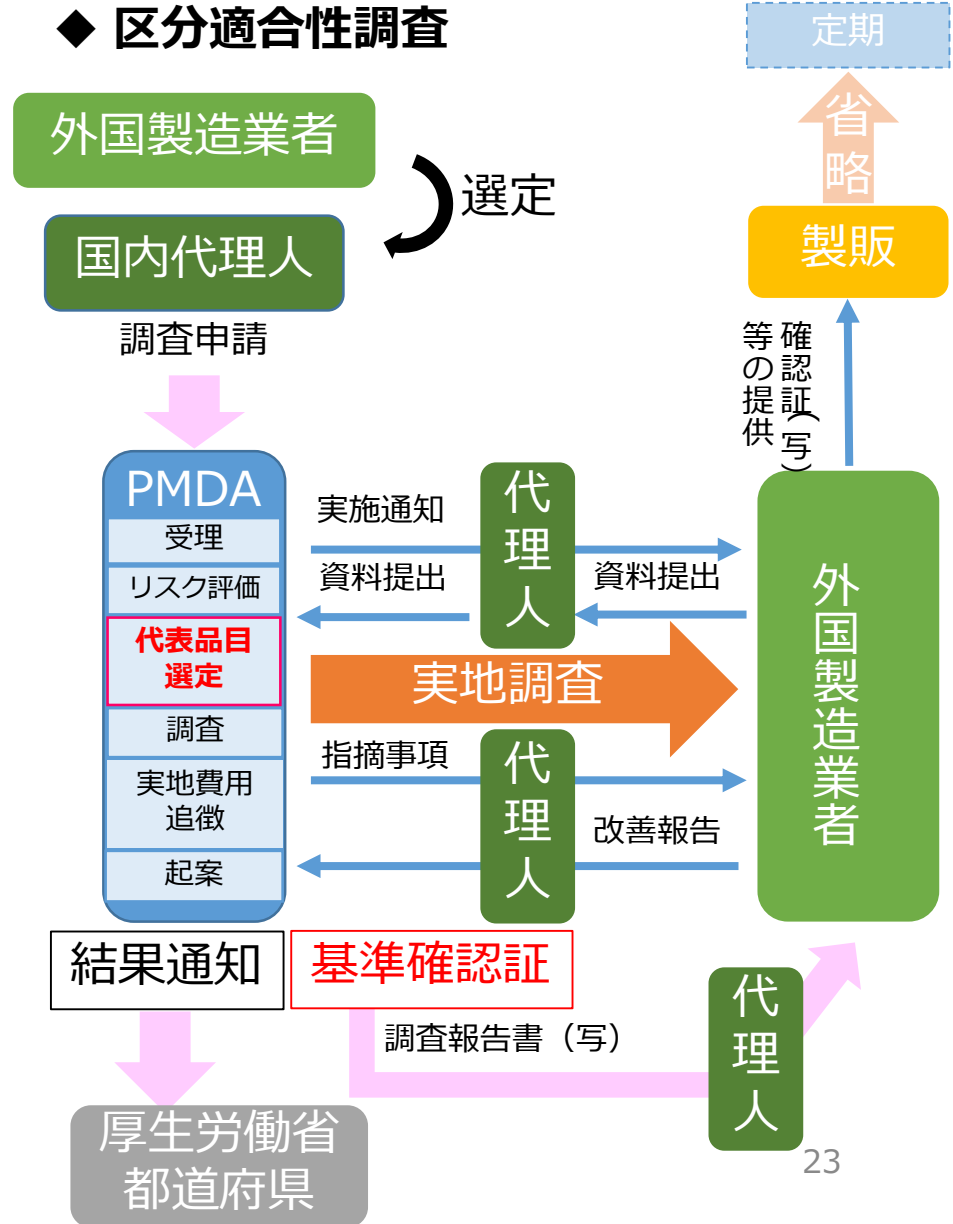 ◆ 区分適合性調査
定期
省略
外国製造業者
選定
国内代理人
製販
調査申請
確認証(写)
等の提供
PMDA
受理
リスク評価
代表品目
選定
調査
実地費用
追徴
起案
実施通知
代理人
資料提出
資料提出
実地調査
外国製造業者
指摘事項
代理人
改善報告
結果通知
基準確認証
調査報告書（写）
代理人
厚生労働省
都道府県
23